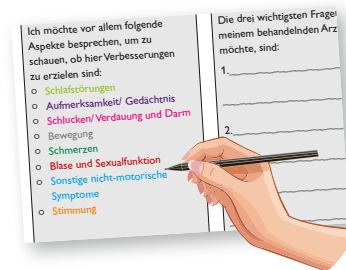 Ich möchte vor allem folgende
Aspekte besprechen, um zu
schauen, ob hier Verbesserungen
zu erzielen sind:
Schlafstörungen
Aufmerksamkeit/ Gedächtnis
Schlucken/ Verdauung und Darm
Bewegung
Schmerzen
Blase und Sexualfunktion
Sonstige nicht-motorische
Symptome
Stimmung
Die drei wichtigsten
meinem behandelnden
möchte, sind:
1.
2.